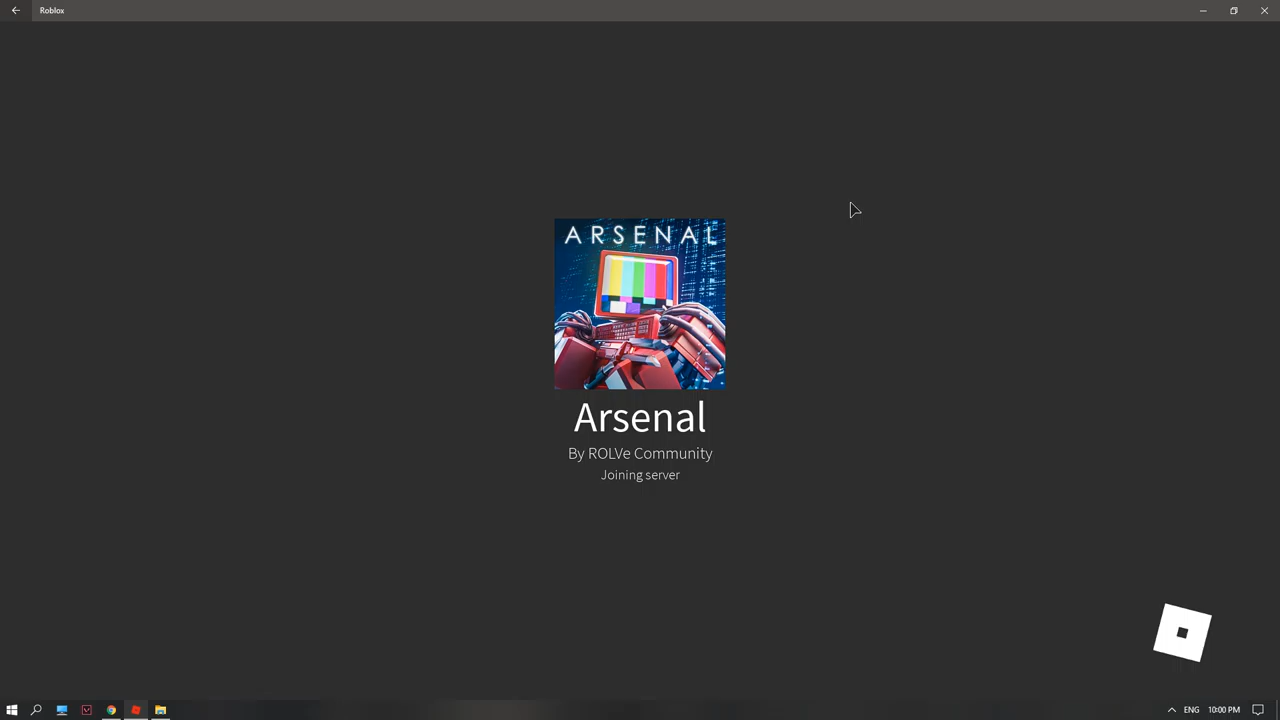 Roblox
ARSENAL
Arsenal
By ROLVe Community
Joining server
ENG 10:00 PM